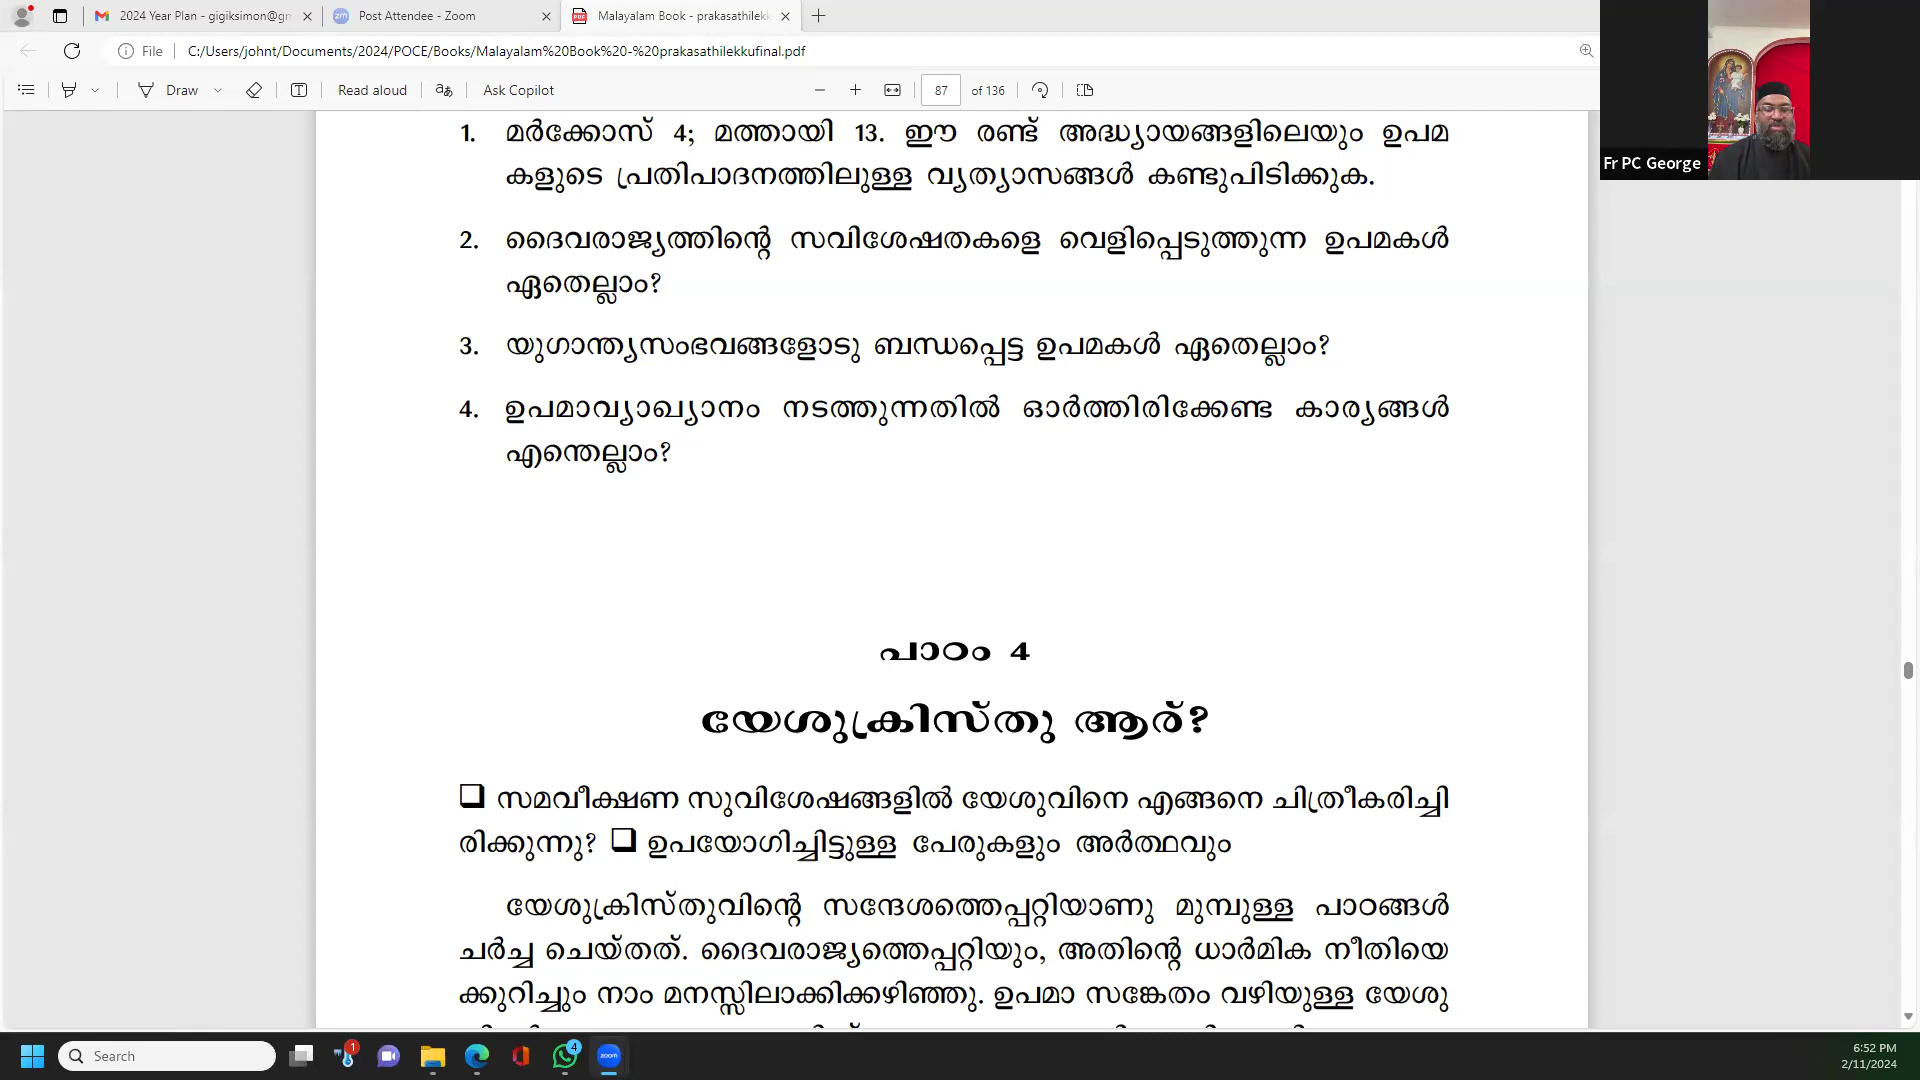 2024 Year Plan - gigiksimon@gn
Post Attendee - Zoom
Malayalam Book - prakasathilekk
File
C:/Users/johnt/Documents/2024/POCE/Books/Malayalam%20Book%20-%20prakasathilekkufinal.pdf
Draw
Read aloud
Ask Copilot
87
of 136
Fr PC George
1. മർക്കോസ് 4; മത്തായി 13. ഈ രണ്ട് അദ്ധ്യായങ്ങളിലെയും ഉപമ
കളുടെ പ്രതിപാദനത്തിലുള്ള വ്യത്യാസങ്ങൾ കണ്ടുപിടിക്കുക.
2. ദൈവരാജ്യത്തിന്റെ സവിശേഷതകളെ വെളിപ്പെടുത്തുന്ന ഉപമകൾ
ഏതെല്ലാം?
3. യുഗാന്ത്യസംഭവങ്ങളോടു ബന്ധപ്പെട്ട ഉപമകൾ ഏതെല്ലാം?
4. ഉപമാവ്യാഖ്യാനം നടത്തുന്നതിൽ ഓർത്തിരിക്കേണ്ട കാര്യങ്ങൾ
എന്തെല്ലാം?
പാഠം 4
യേശുക്രിസ്തു ആര്?
❑ സമവീക്ഷണ സുവിശേഷങ്ങളിൽ യേശുവിനെ എങ്ങനെ ചിത്രീകരിച്ചി
രിക്കുന്നു? ❑ ഉപയോഗിച്ചിട്ടുള്ള പേരുകളും അർത്ഥവും
യേശുക്രിസ്തുവിന്റെ സന്ദേശത്തെപ്പറ്റിയാണു മുമ്പുള്ള പാഠങ്ങൾ
ചർച്ച ചെയ്തത്. ദൈവരാജ്യത്തെപ്പറ്റിയും, അതിന്റെ ധാർമിക നീതിയെ
ക്കുറിച്ചും നാം മനസ്സിലാക്കിക്കഴിഞ്ഞു. ഉപമാ സങ്കേതം വഴിയുള്ള യേശു
Search
1
4
zoom
6:52 PM
2/11/2024